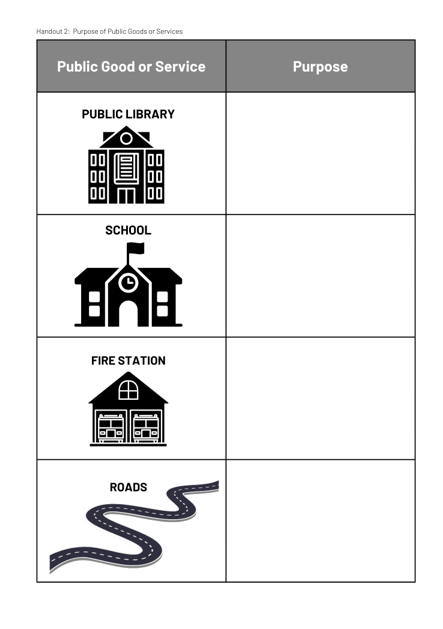 Handout 2: Purpose of Public Goods or Services
Public Good or Service
Purpose
PUBLIC LIBRARY
SCHOOL
FIRE STATION
ROADS